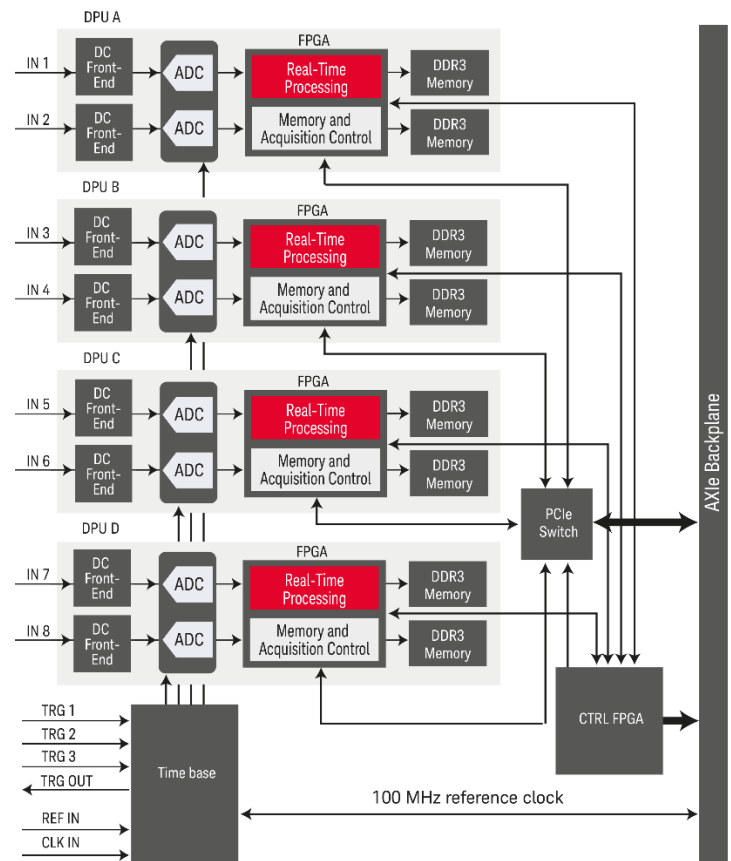 DPU A
FPGA
IN 1
DC
Front-
End
ADC
Real-Time
Processing
DDR3
Memory
IN 2
DC
Front-
End
ADC
Memory and
Acquisition Control
DDR3
Memory
DPU B
FPGA
IN 3
DC
Front-
End
ADC
Real-Time
Processing
DDR3
Memory
IN 4
DC
Front-
End
ADC
Memory and
Acquisition Control
DDR3
Memory
DPU C
FPGA
IN 5
DC
Front-
End
ADC
Real-Time
Processing
DDR3
Memory
IN 6
DC
Front-
End
ADC
Memory and
Acquisition Control
DDR3
Memory
DPU D
FPGA
IN 7
DC
Front-
End
ADC
Real-Time
Processing
DDR3
Memory
IN 8
DC
Front-
End
ADC
Memory and
Acquisition Control
DDR3
Memory
PCIe
Switch
AXIe Backplane
CTRL FPGA
TRG 1
TRG 2
TRG 3
TRG OUT
REF IN
CLK IN
Time base
100 MHz reference clock